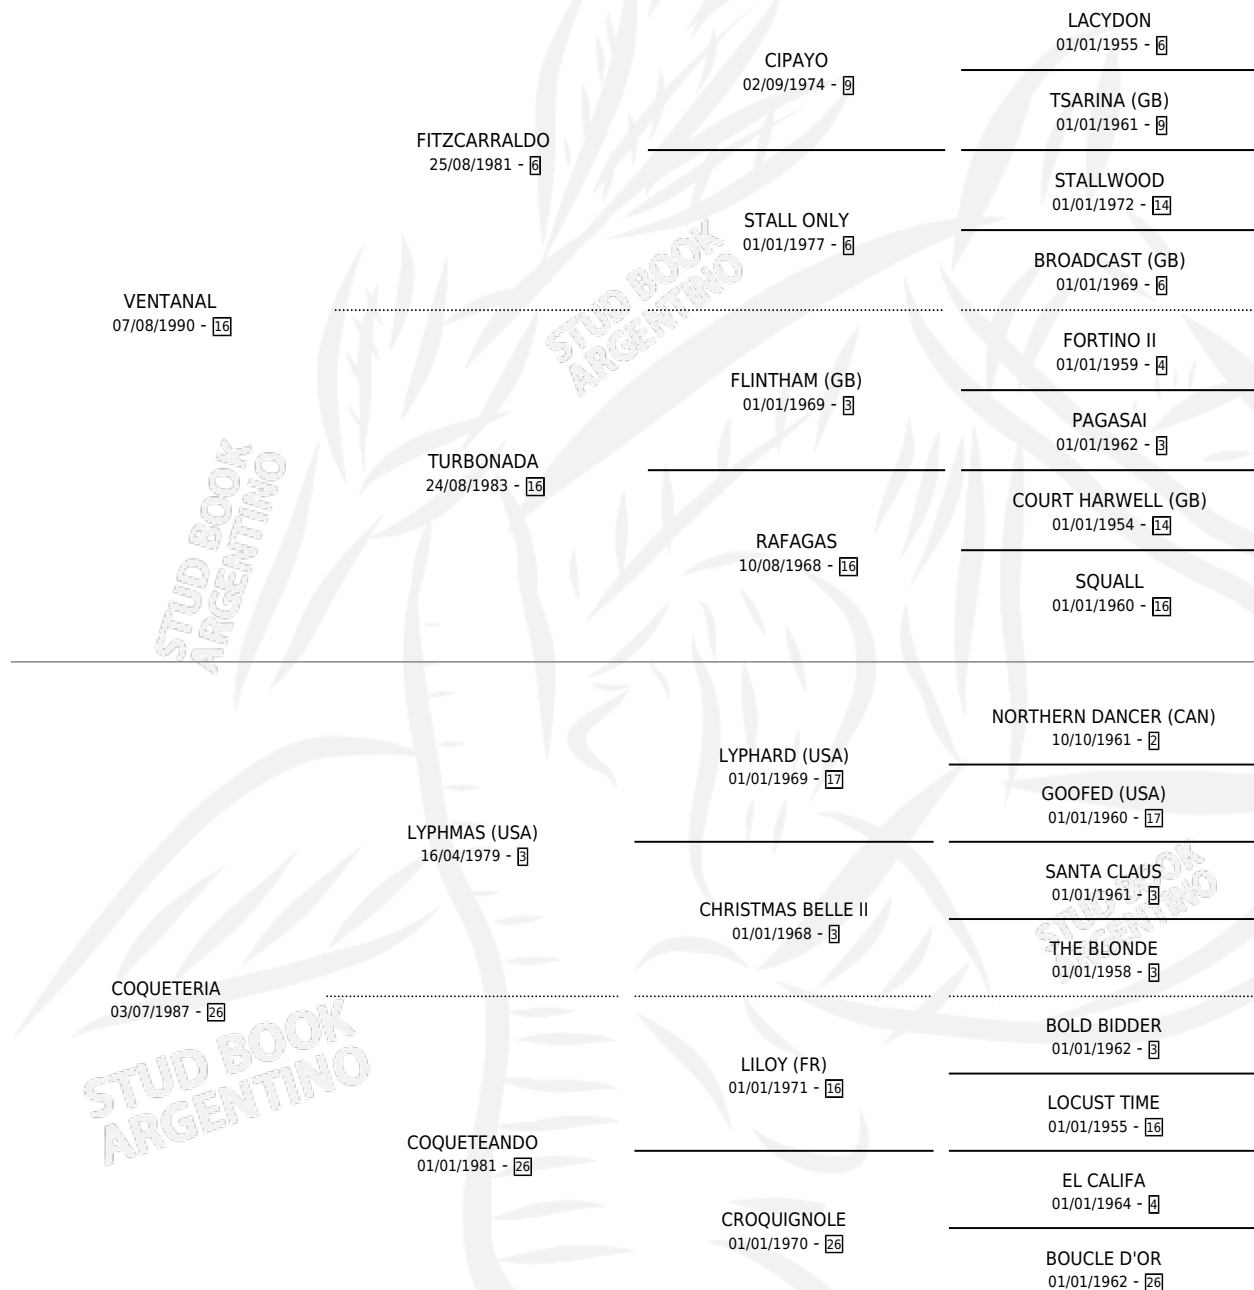 LACYDON
01/01/1955 - 6
CIPAYO
02/09/1974 - 9
TSARINA (GB)
01/01/1961 - 9
FITZCARRALDO
25/08/1981 - 6
STALLWOOD
01/01/1972 - 14
STALL ONLY
01/01/1977 - 6
BROADCAST (GB)
01/01/1969 - 6
VENTANAL
07/08/1990 - 16
FORTINO II
01/01/1959 - 4
FLINTHAM (GB)
01/01/1969 - 3
PAGASAI
01/01/1962 - 3
TURBONADA
24/08/1983 - 16
COURT HARWELL (GB)
01/01/1954 - 14
RAFAGAS
10/08/1968 - 16
SQUALL
01/01/1960 - 16
NORTHERN DANCER (CAN)
10/10/1961 - 2
LYPHARD (USA)
01/01/1969 - 17
GOOFED (USA)
01/01/1960 - 17
LYPHMAS (USA)
16/04/1979 - 3
SANTA CLAUS
01/01/1961 - 3
CHRISTMAS BELLE II
01/01/1968 - 3
THE BLONDE
01/01/1958 - 3
COQUETERIA
03/07/1987 - 26
BOLD BIDDER
01/01/1962 - 3
LILOY (FR)
01/01/1971 - 16
LOCUST TIME
01/01/1955 - 16
COQUETEANDO
01/01/1981 - 26
EL CALIFA
01/01/1964 - 4
CROQUIGNOLE
01/01/1970 - 26
BOUCLE D'OR
01/01/1962 - 26
STUD BOOK
ARGENTINO
STUD BOOK
ARGENTINO
STUD BOOK
ARGENTINO
STUD BOOK
ARGENTINO